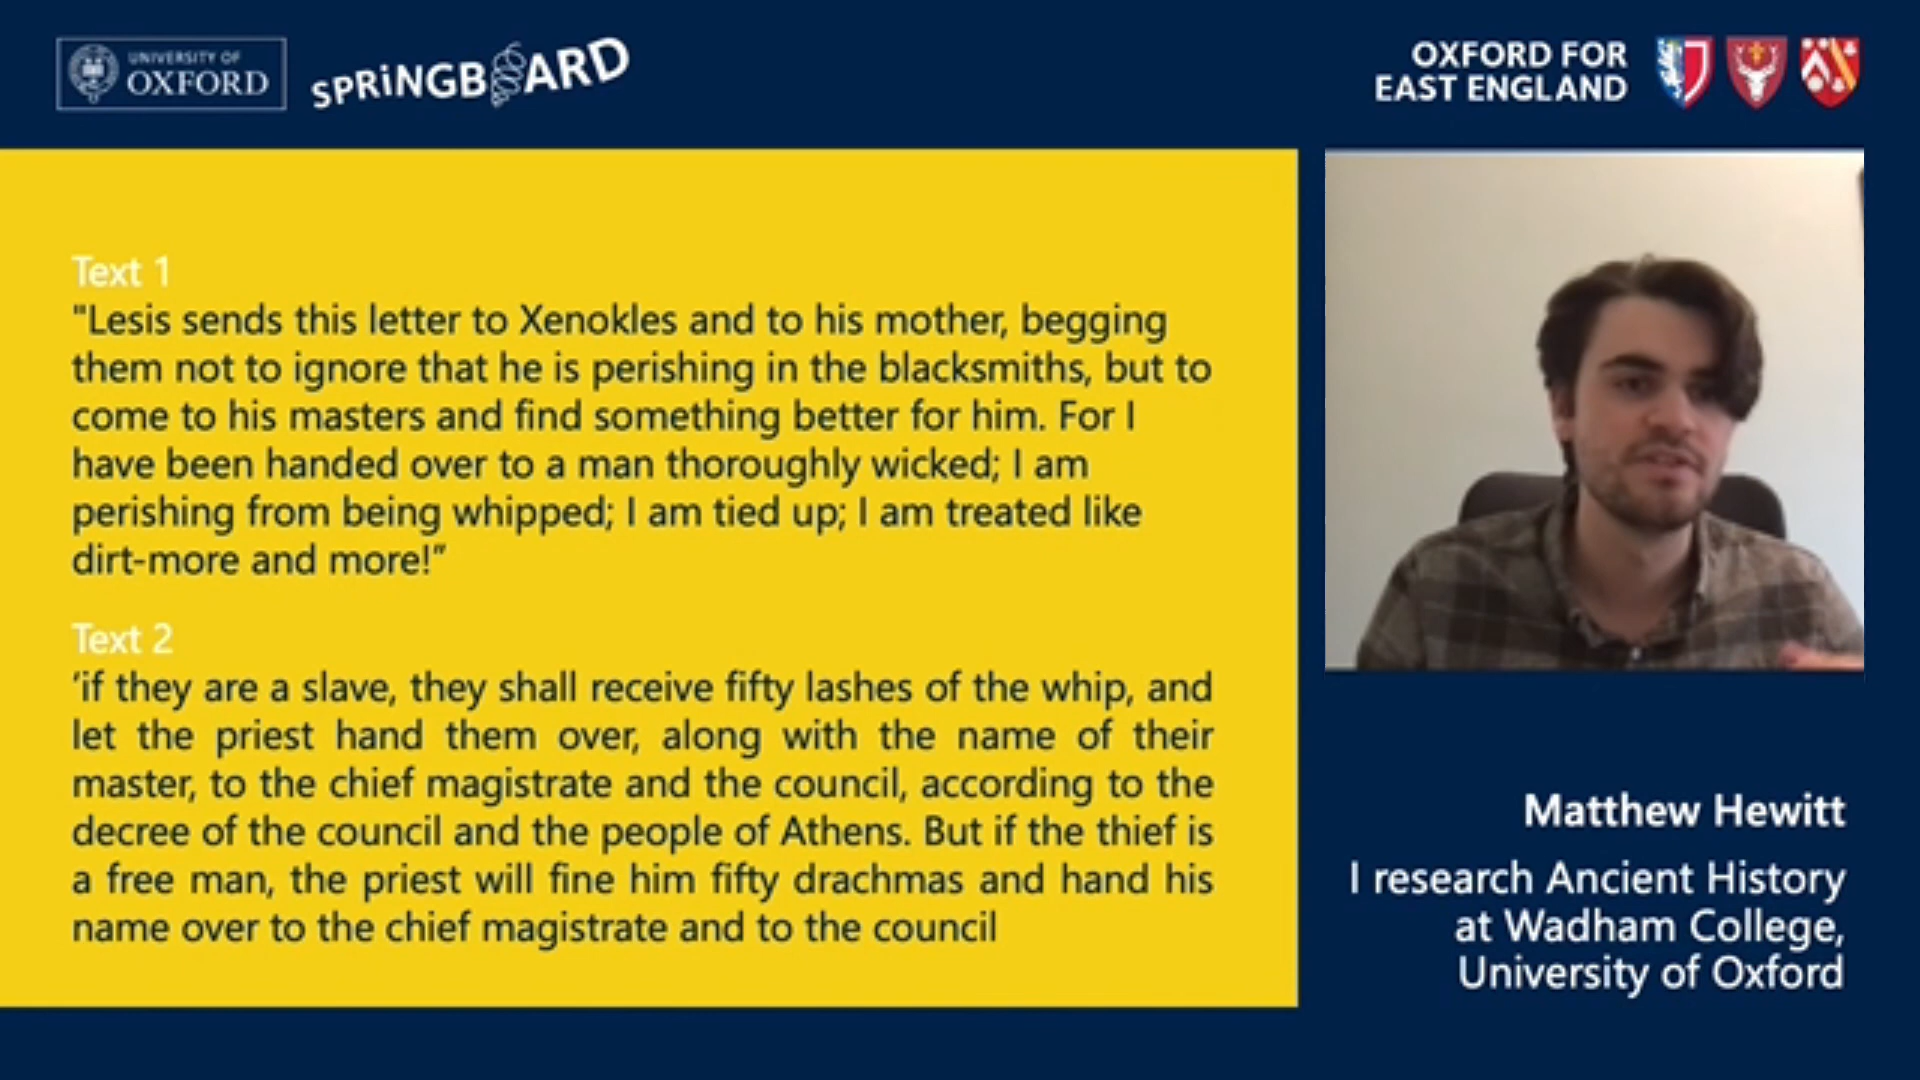 UNIVERSITY OF
OXFORD
SPRiNGBOARD
OXFORD FOR
EAST ENGLAND
Text 1
"Lesis sends this letter to Xenokles and to his mother, begging
them not to ignore that he is perishing in the blacksmiths, but to
come to his masters and find something better for him. For I
have been handed over to a man thoroughly wicked; I am
perishing from being whipped; I am tied up; I am treated like
dirt-more and more!”
Text 2
‘if they are a slave, they shall receive fifty lashes of the whip, and
let the priest hand them over, along with the name of their
master, to the chief magistrate and the council, according to the
decree of the council and the people of Athens. But if the thief is
a free man, the priest will fine him fifty drachmas and hand his
name over to the chief magistrate and to the council
Matthew Hewitt
I research Ancient History
at Wadham College,
University of Oxford